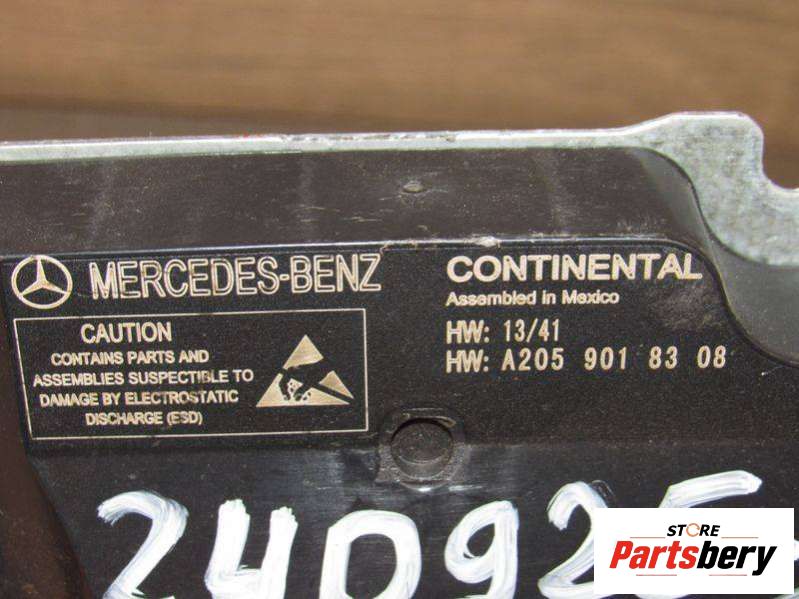 MERCEDES-BENZ
CONTINENTAL
Assembled in Mexico
HW: 13/41
HW: A205 901 83 08
CAUTION
CONTAINS PARTS AND
ASSEMBLIES SUSPECTIBLE TO
DAMAGE BY ELECTROSTATIC
DISCHARGE (ESD)
STORE
Partsbery